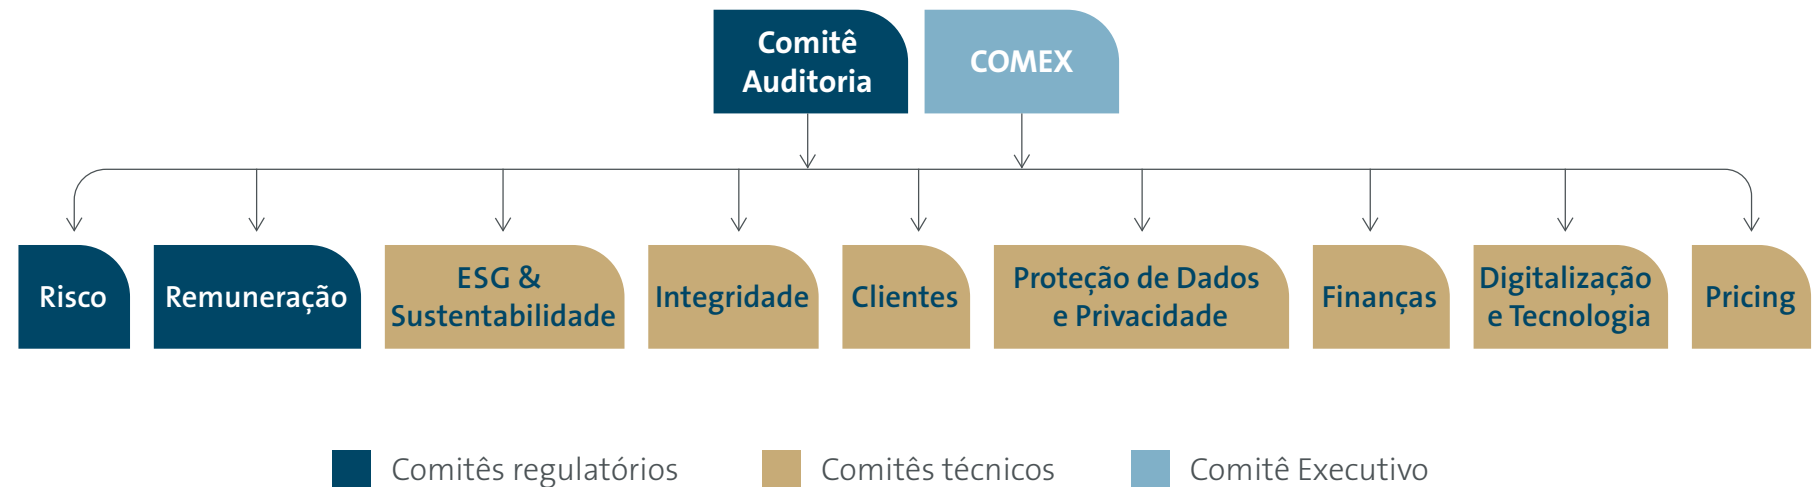 Comitê
Auditoria
COMEX
Risco
Remuneração
ESG &
Sustentabilidade
Integridade
Clientes
Proteção de Dados
e Privacidade
Finanças
Digitalização
e Tecnologia
Pricing
Comitês regulatórios
Comitês técnicos
Comitê Executivo